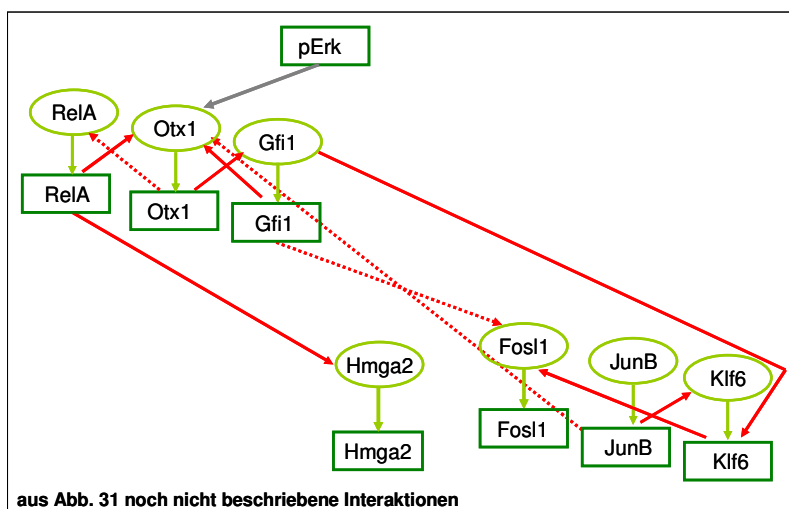 pErk
RelA
Otx1
Gfi1
RelA
Otx1
Gfi1
Hmga2
Fosl1
JunB
Klf6
Hmga2
Fosl1
JunB
Klf6
aus Abb. 31 noch nicht beschriebene Interaktionen